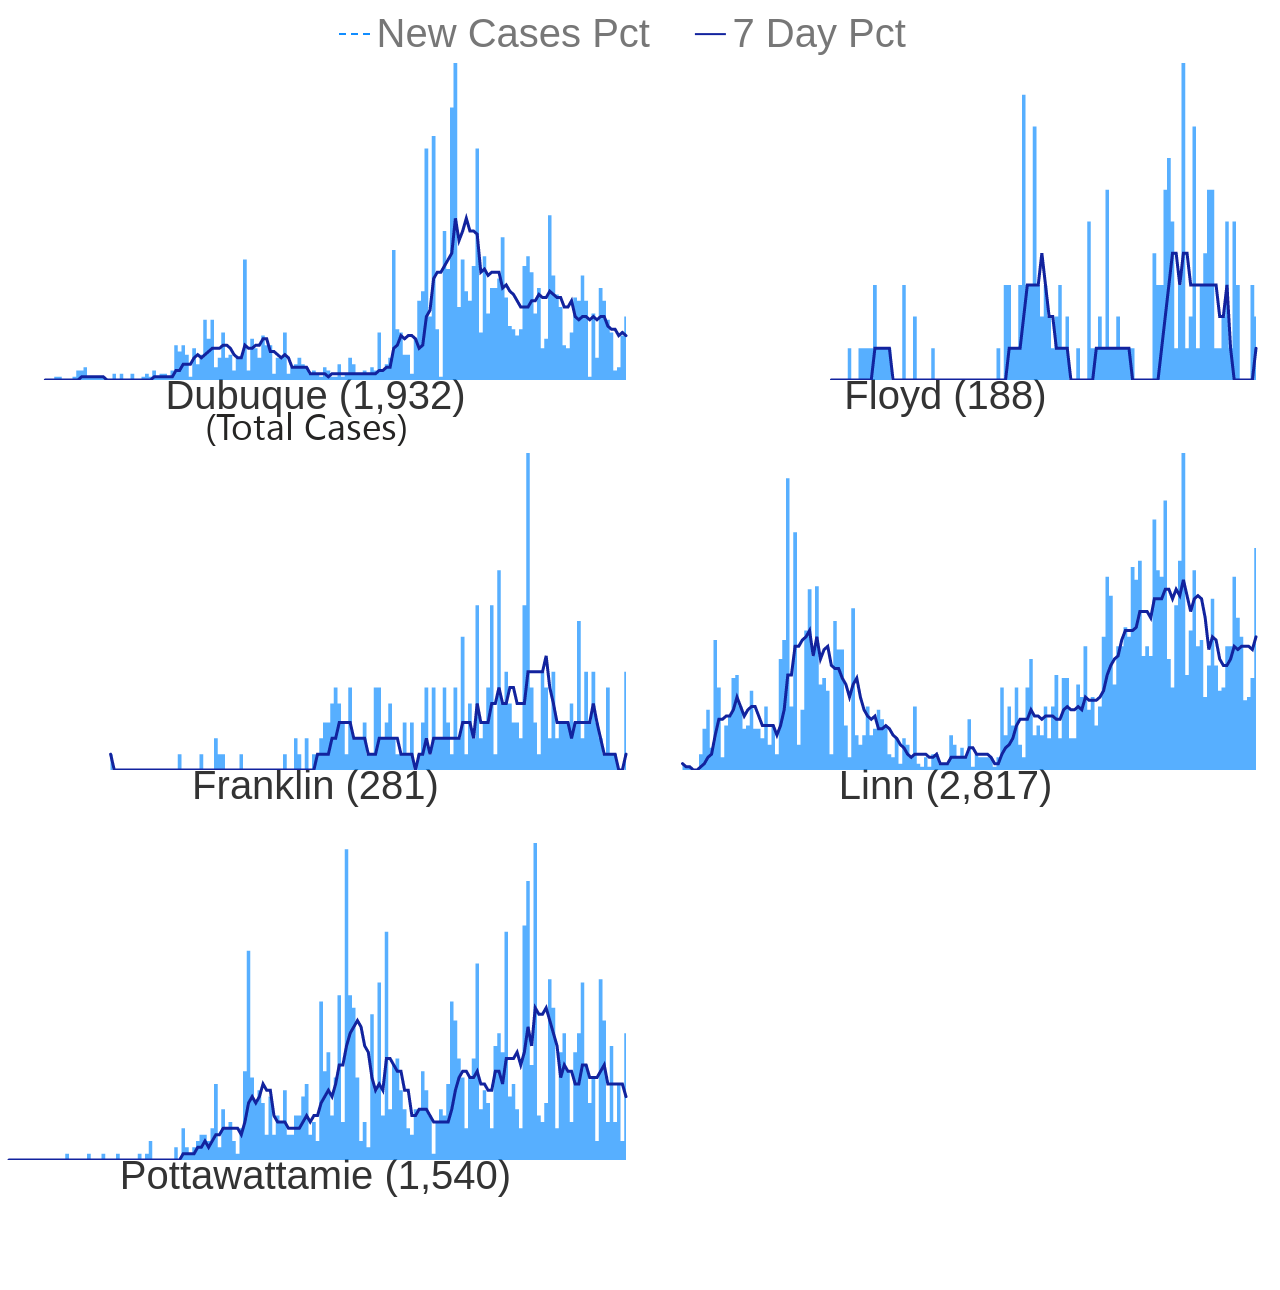 New Cases Pct 7 Day Pct
Dubuque (1,932) Floyd (188)
(Total Cases)
Franklin (281) Linn (2,817)
Pottawattamie (1,540)